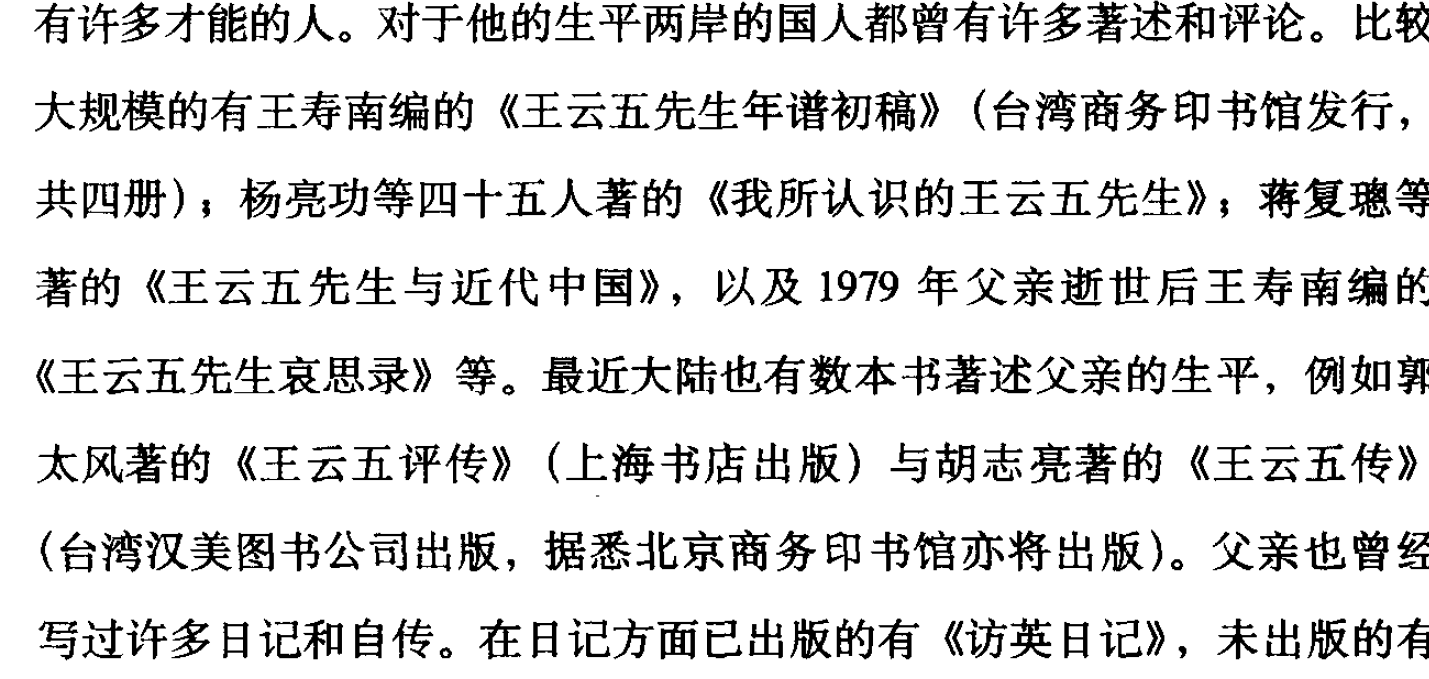 有许多才能的人。对于他的生平两岸的国人都曾有许多著述和评论。比较
大规模的有王寿南编的《王云五先生年谱初稿》（台湾商务印书馆发行，
共四册）；杨亮功等四十五人著的《我所认识的王云五先生》；蒋复璁等
著的《王云五先生与近代中国》，以及 1979 年父亲逝世后王寿南编的
《王云五先生哀思录》等。最近大陆也有数本书著述父亲的生平，例如郭
太风著的《王云五评传》（上海书店出版）与胡志亮著的《王云五传》
（台湾汉美图书公司出版，据悉北京商务印书馆亦将出版）。父亲也曾经
写过许多日记和自传。在日记方面已出版的有《访英日记》，未出版的有